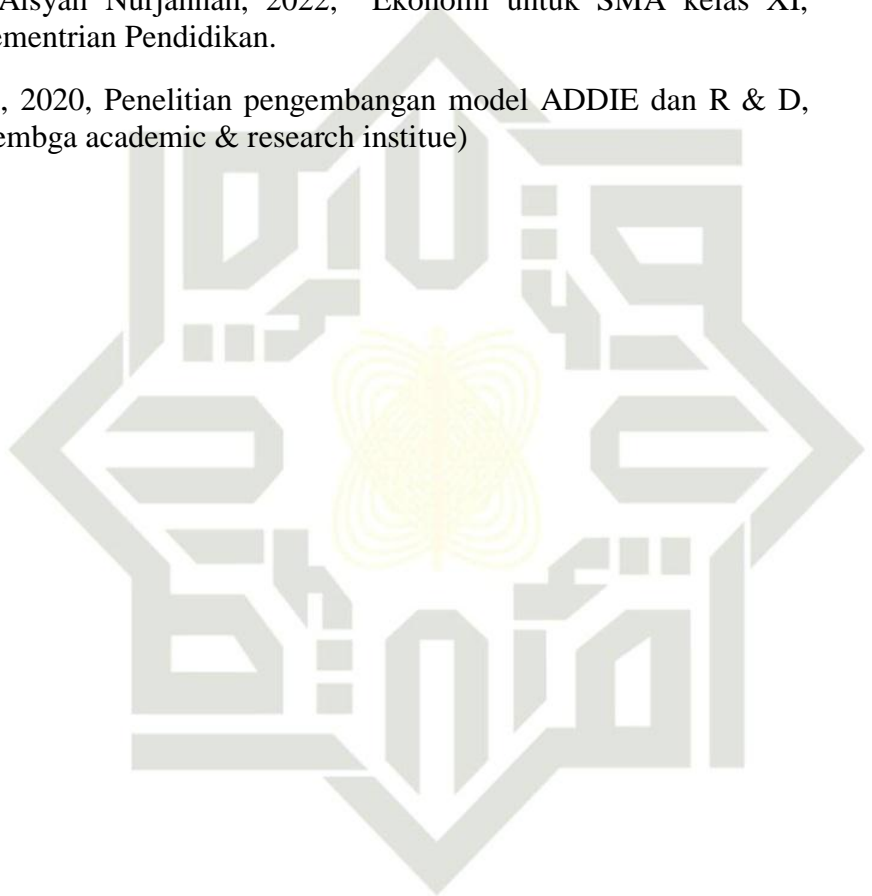 Aisyah Nurjannah, 2022, Ekonomi untuk SMA kelas XI,
ementrian Pendidikan.
, 2020, Penelitian pengembangan model ADDIE dan R & D,
embga academic & research institue)